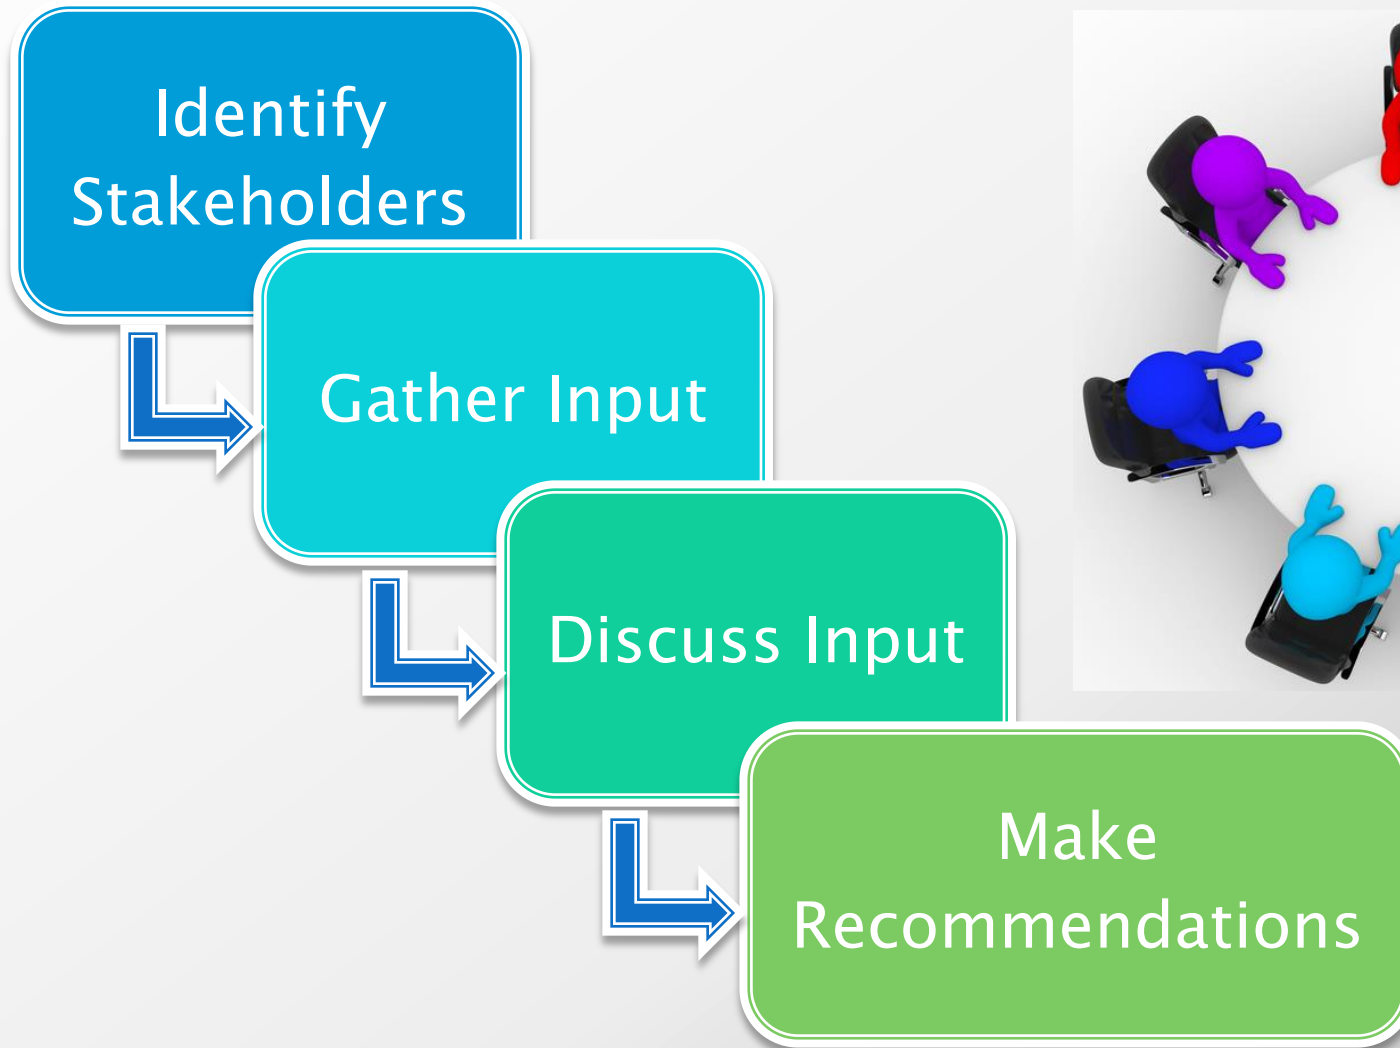 Identify
Stakeholders
Gather Input
Discuss Input
Make
Recommendations